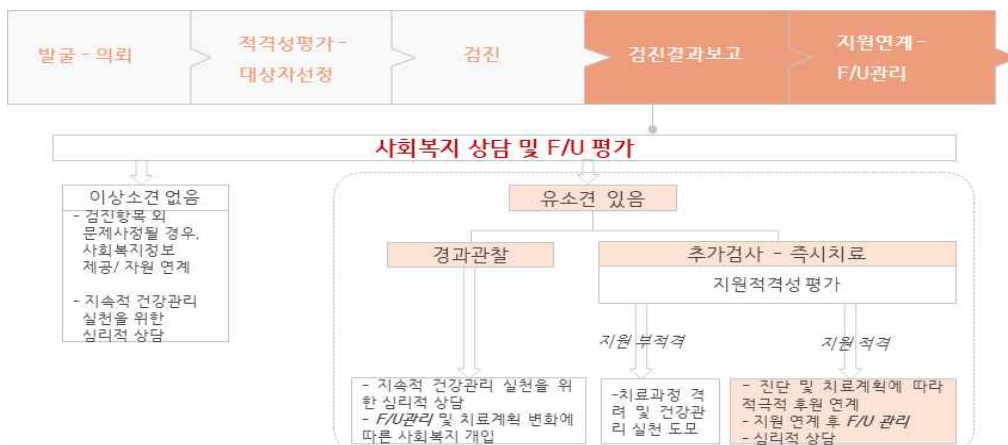 발굴 – 의뢰
적격성평가 –
대상자선정
검진
검진결과보고
지원연계 –
F/U관리
사회복지 상담 및 F/U 평가
이상소견 없음
- 검진항목 외
문제사정될 경우,
사회복지정보
제공/ 자원 연계
- 지속적 건강관리
실천을 위한
심리적 상담
유소견 있음
경과관찰
추가검사 – 즉시치료
지원적격성 평가
지원 부적격
지원 적격
- 지속적 건강관리 실천을 위
한 심리적 상담
- F/U관리 및 치료계획 변화에
따른 사회복지 개입
-치료과정 격
려 및 건강관
리 실천 도모
- 진단 및 치료계획에 따라
적극적 후원 연계
- 지원 연계 후 F/U 관리
- 심리적 상담